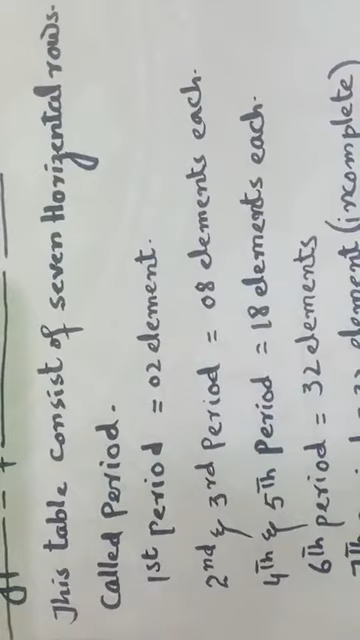 This table consist of seven Horizental rows.
Called Period.
1st period = 02 element.
2nd & 3rd Period = 08 elements each.
4Th & 5Th Period = 18 elements each.
6Th period = 32 elements
7Th element (incomplete)